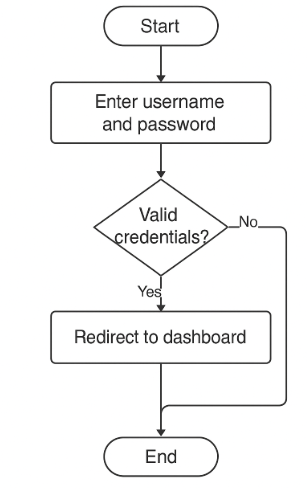 Start
Enter username
and password
Valid
credentials?
No
Yes
Redirect to dashboard
End